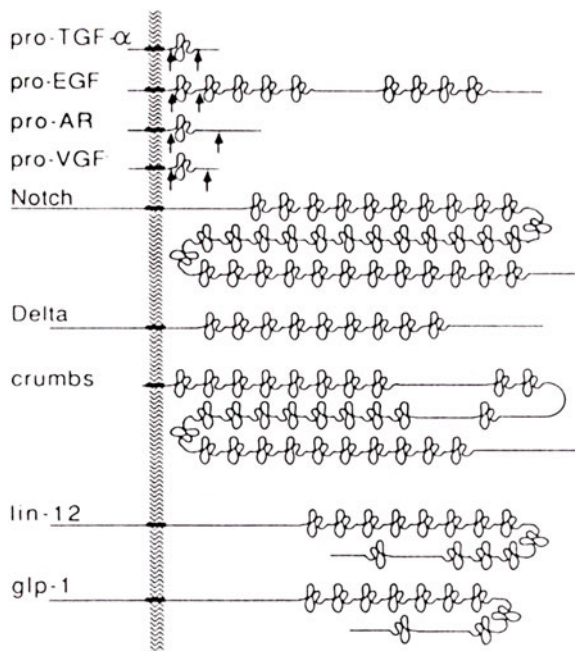 pro-TGF-α
pro-EGF
pro-AR
pro-VGF
Notch
Delta
crumbs
lin-12
glp-1